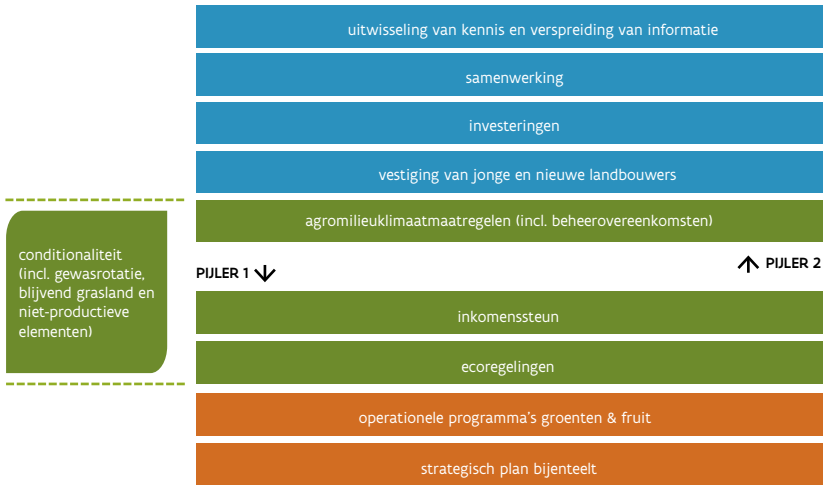 uitwisseling van kennis en verspreiding van informatie
samenwerking
investeringen
vestiging van jonge en nieuwe landbouwers
agromilieuklimaatmaatregelen (incl. beheerovereenkomsten)
conditionaliteit
(incl. gewasrotatie,
blijvend grasland en
niet-productieve
elementen)
PIJLER 1
PIJLER 2
inkomenssteun
ecoregelingen
operationele programma's groenten & fruit
strategisch plan bijenteelt